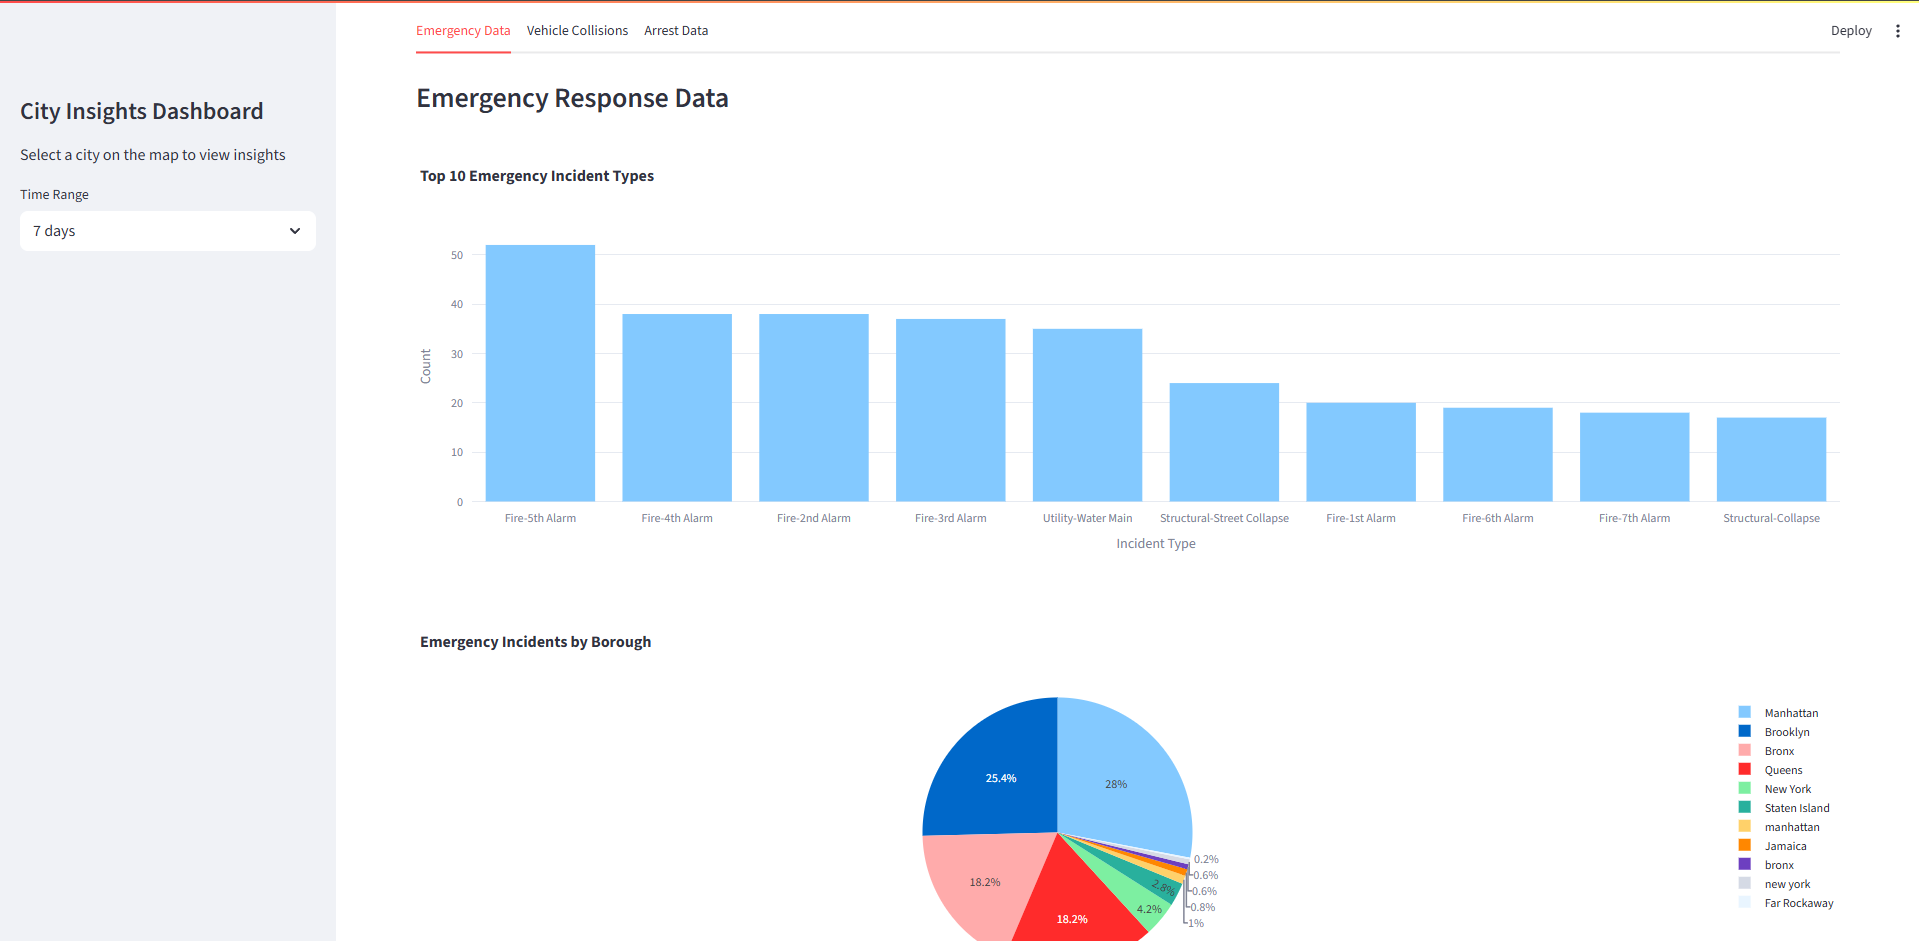 Emergency Data
Vehicle Collisions
Arrest Data
Deploy
City Insights Dashboard
Select a city on the map to view insights
Time Range
7 days
Emergency Response Data
Top 10 Emergency Incident Types
Count
50
40
30
20
10
0
Fire-5th Alarm
Fire-4th Alarm
Fire-2nd Alarm
Fire-3rd Alarm
Utility-Water Main
Structural-Street Collapse
Fire-1st Alarm
Fire-6th Alarm
Fire-7th Alarm
Structural-Collapse
Incident Type
Emergency Incidents by Borough
25.4%
28%
18.2%
18.2%
4.2%
2.8%
0.2%
0.6%
0.6%
0.8%
1%
Manhattan
Brooklyn
Bronx
Queens
New York
Staten Island
manhattan
Jamaica
bronx
new york
Far Rockaway